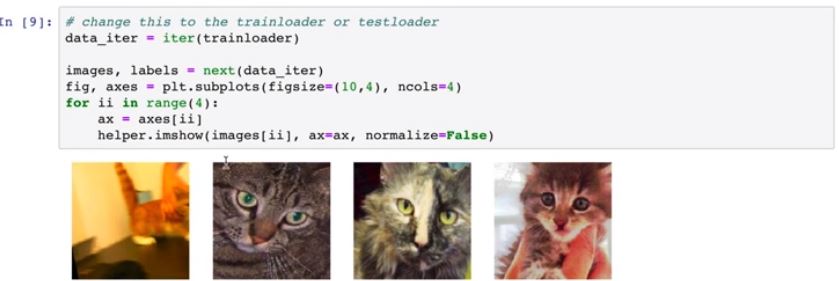 In [9]: # change this to the trainloader or testloader
data_iter = iter(trainloader)
images, labels = next(data_iter)
fig, axes = plt.subplots(figsize=(10,4), ncols=4)
for ii in range(4):
    ax = axes[ii]
    helper.imshow(images[ii], ax=ax, normalize=False)